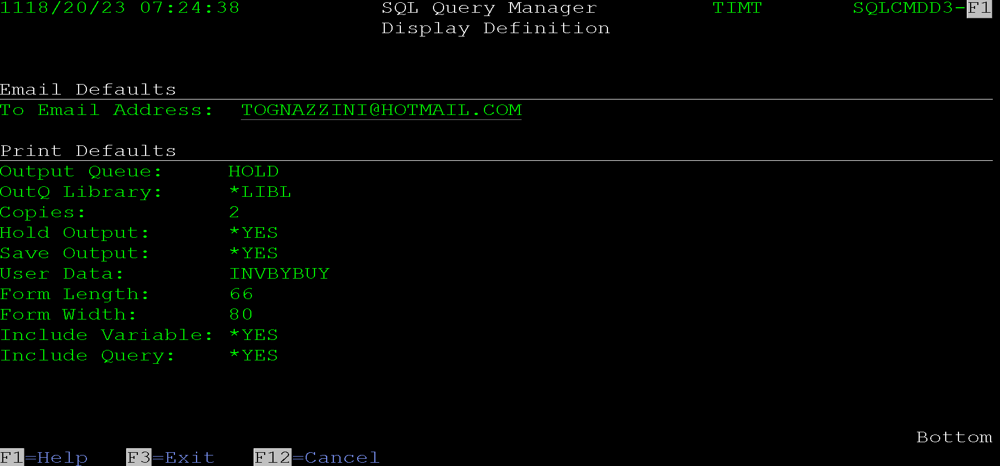 1118/20/23 07:24:38 SQL Query Manager TIMT SQLCMDD3-F1
Display Definition
Email Defaults
To Email Address: TOGNAZZINI@HOTMAIL.COM
Print Defaults
Output Queue: HOLD
OutQ Library: *LIBL
Copies: 2
Hold Output: *YES
Save Output: *YES
User Data: INVBYBUY
Form Length: 66
Form Width: 80
Include Variable: *YES
Include Query: *YES
Bottom
F1=Help F3=Exit F12=Cancel